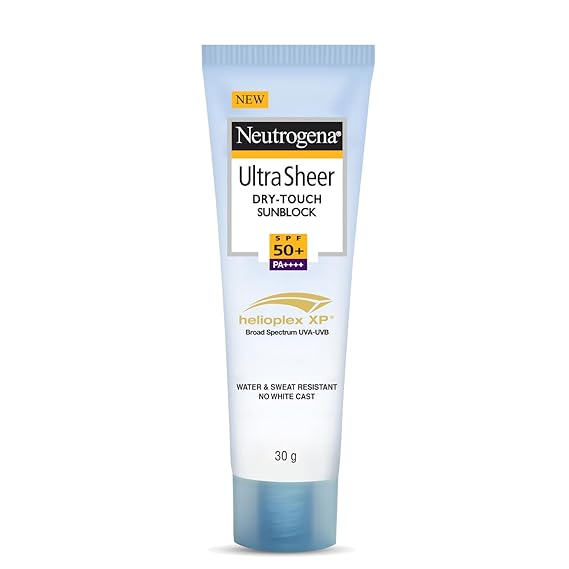 NEW
Neutrogena®
Ultra Sheer
DRY-TOUCH
SUNBLOCK
SPF
50+
PA++++
helioplex XP®
Broad Spectrum UVA-UVB
WATER & SWEAT RESISTANT
NO WHITE CAST
30 g